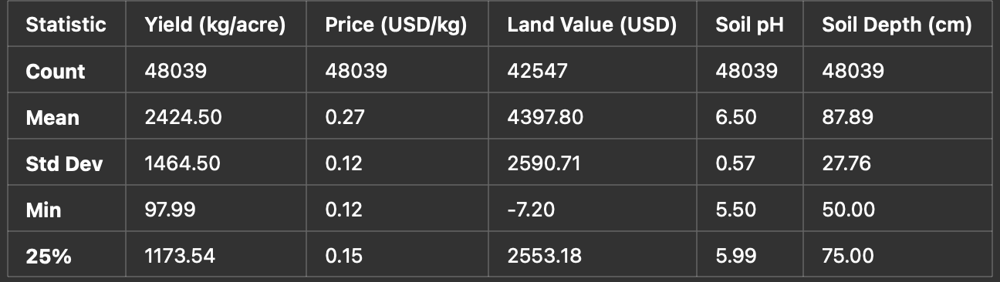 Statistic Yield (kg/acre) Price (USD/kg) Land Value (USD) Soil pH Soil Depth (cm)
Count 48039 48039 42547 48039 48039
Mean 2424.50 0.27 4397.80 6.50 87.89
Std Dev 1464.50 0.12 2590.71 0.57 27.76
Min 97.99 0.12 -7.20 5.50 50.00
25% 1173.54 0.15 2553.18 5.99 75.00